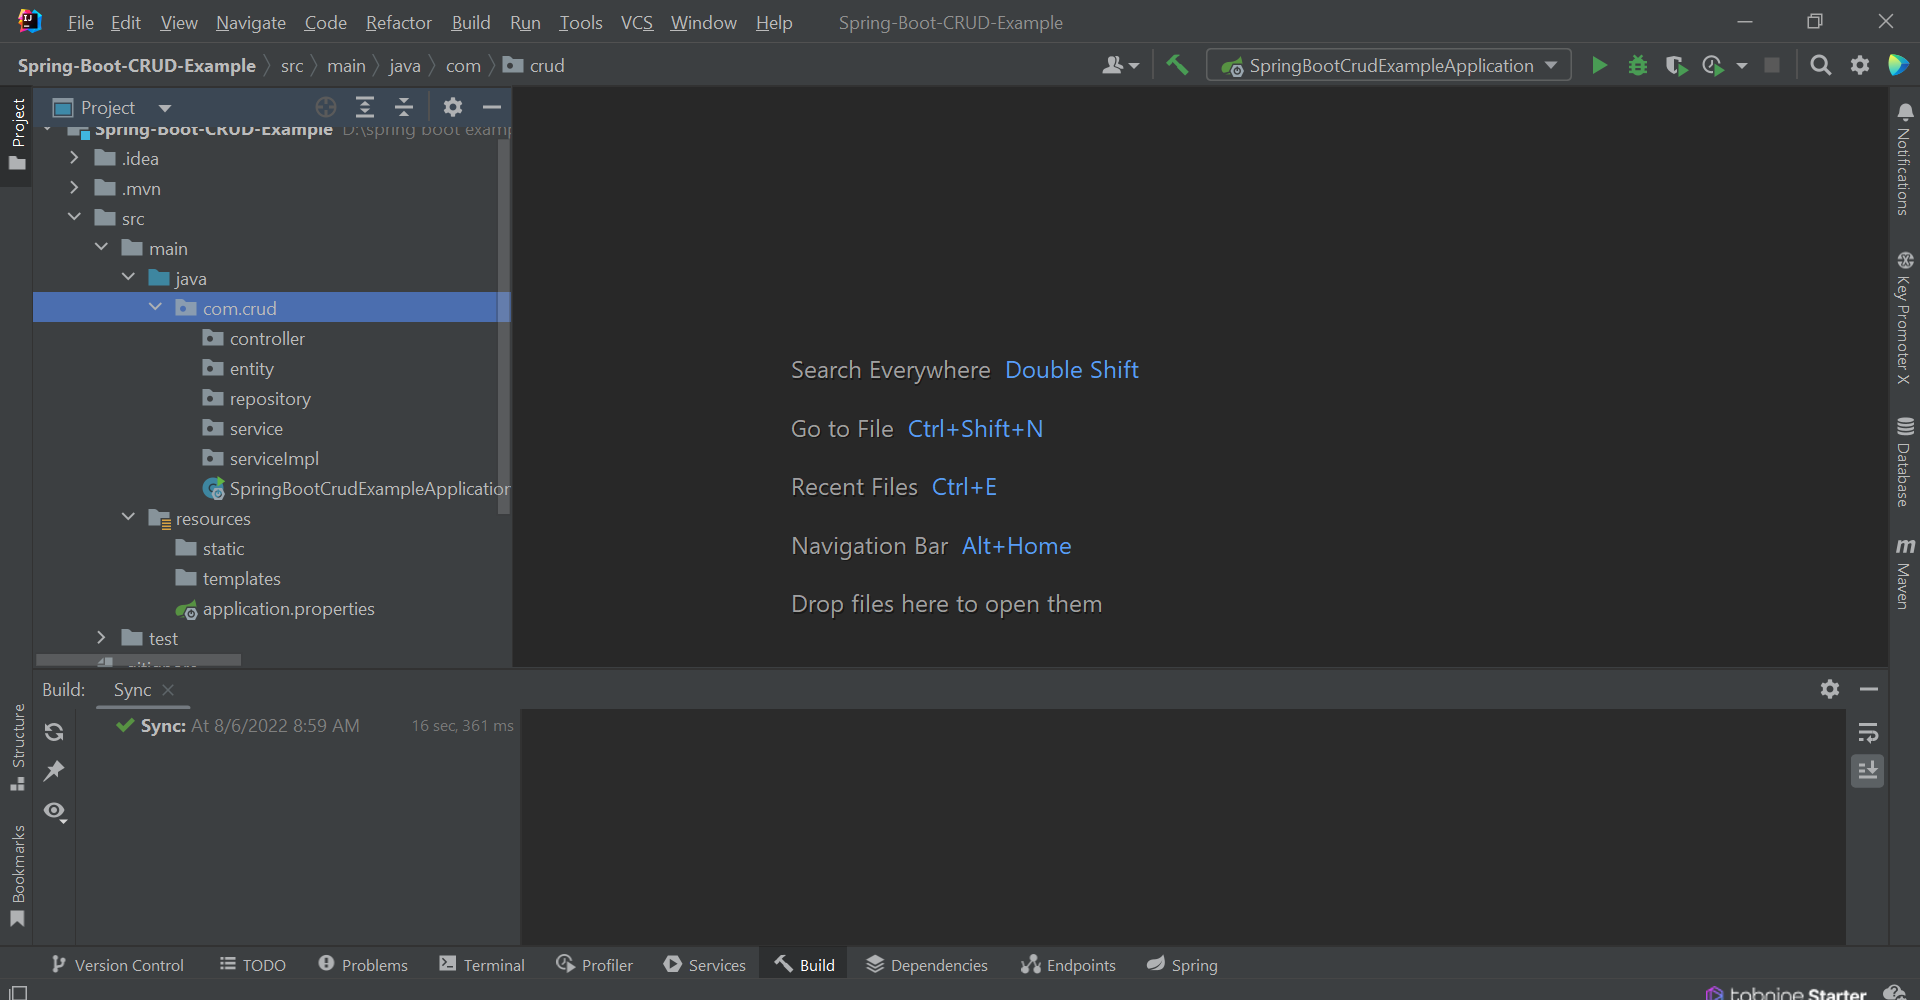 File Edit View Navigate Code Refactor Build Run Tools VCS Window Help Spring-Boot-CRUD-Example
Spring-Boot-CRUD-Example src main java com crud SpringBootCrudExampleApplication
Project
Project
Spring-Boot-CRUD-Example D:\spring boot examp
.idea
.mvn
src
main
java
com.crud
controller
entity
repository
service
serviceImpl
SpringBootCrudExampleApplication
resources
static
templates
application.properties
test
.gitignore
Search Everywhere Double Shift
Go to File Ctrl+Shift+N
Recent Files Ctrl+E
Navigation Bar Alt+Home
Drop files here to open them
Notifications
Key Promoter X
Database
m
Maven
Structure
Bookmarks
Build: Sync
Sync: At 8/6/2022 8:59 AM 16 sec, 361 ms
Version Control TODO Problems Terminal Profiler Services Build Dependencies Endpoints Spring
tabnine Starter